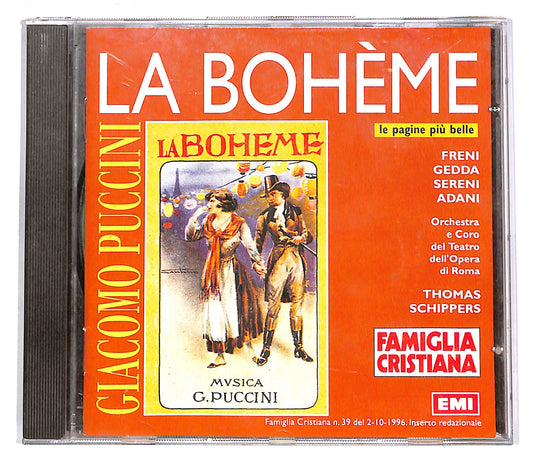 LA BOHÈME
le pagine più belle
GIACOMO PUCCINI
LA BOHEME
MVSICA
G. PUCCINI
FRENI
GEDDA
SERENI
ADANI
Orchestra
e Coro
del Teatro
dell'Opera
di Roma
THOMAS
SCHIPPERS
FAMIGLIA
CRISTIANA
EMI
Famiglia Cristiana n. 39 del 2-10-1996. Inserto redazionale